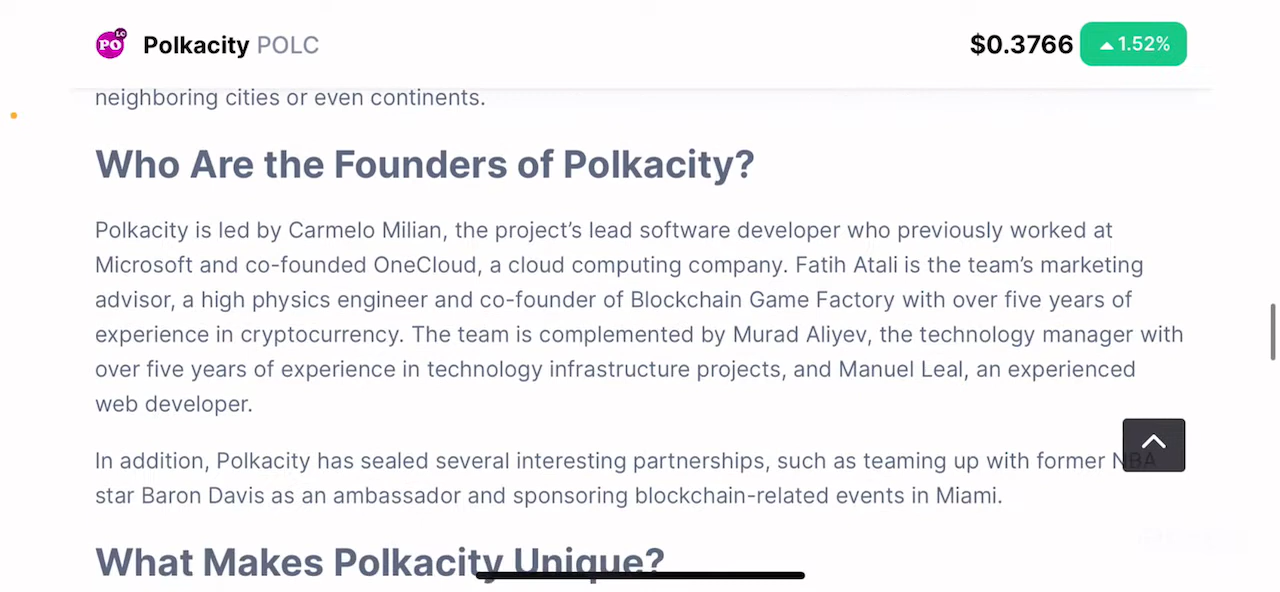 Polkacity POLC
$0.3766
1.52%
neighboring cities or even continents.
Who Are the Founders of Polkacity?
Polkacity is led by Carmelo Milian, the project’s lead software developer who previously worked at
Microsoft and co-founded OneCloud, a cloud computing company. Fatih Atali is the team’s marketing
advisor, a high physics engineer and co-founder of Blockchain Game Factory with over five years of
experience in cryptocurrency. The team is complemented by Murad Aliyev, the technology manager with
over five years of experience in technology infrastructure projects, and Manuel Leal, an experienced
web developer.
In addition, Polkacity has sealed several interesting partnerships, such as teaming up with former NBA
star Baron Davis as an ambassador and sponsoring blockchain-related events in Miami.
What Makes Polkacity Unique?